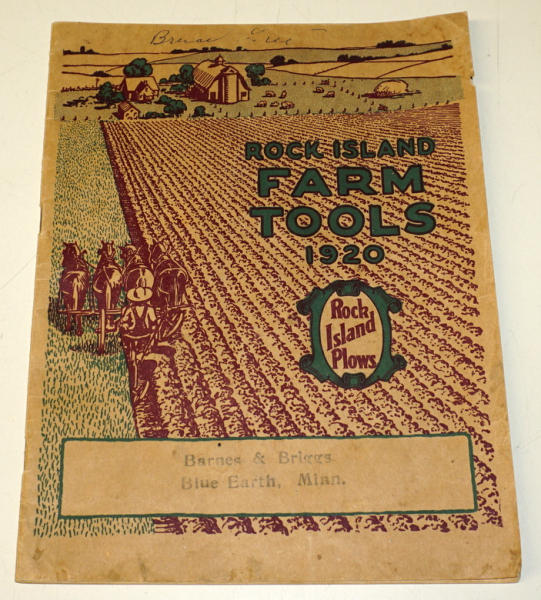 ROCK ISLAND
FARM
TOOLS
1920
Rock
Island
Plows
Barnes & Briggs
Blue Earth, Minn.